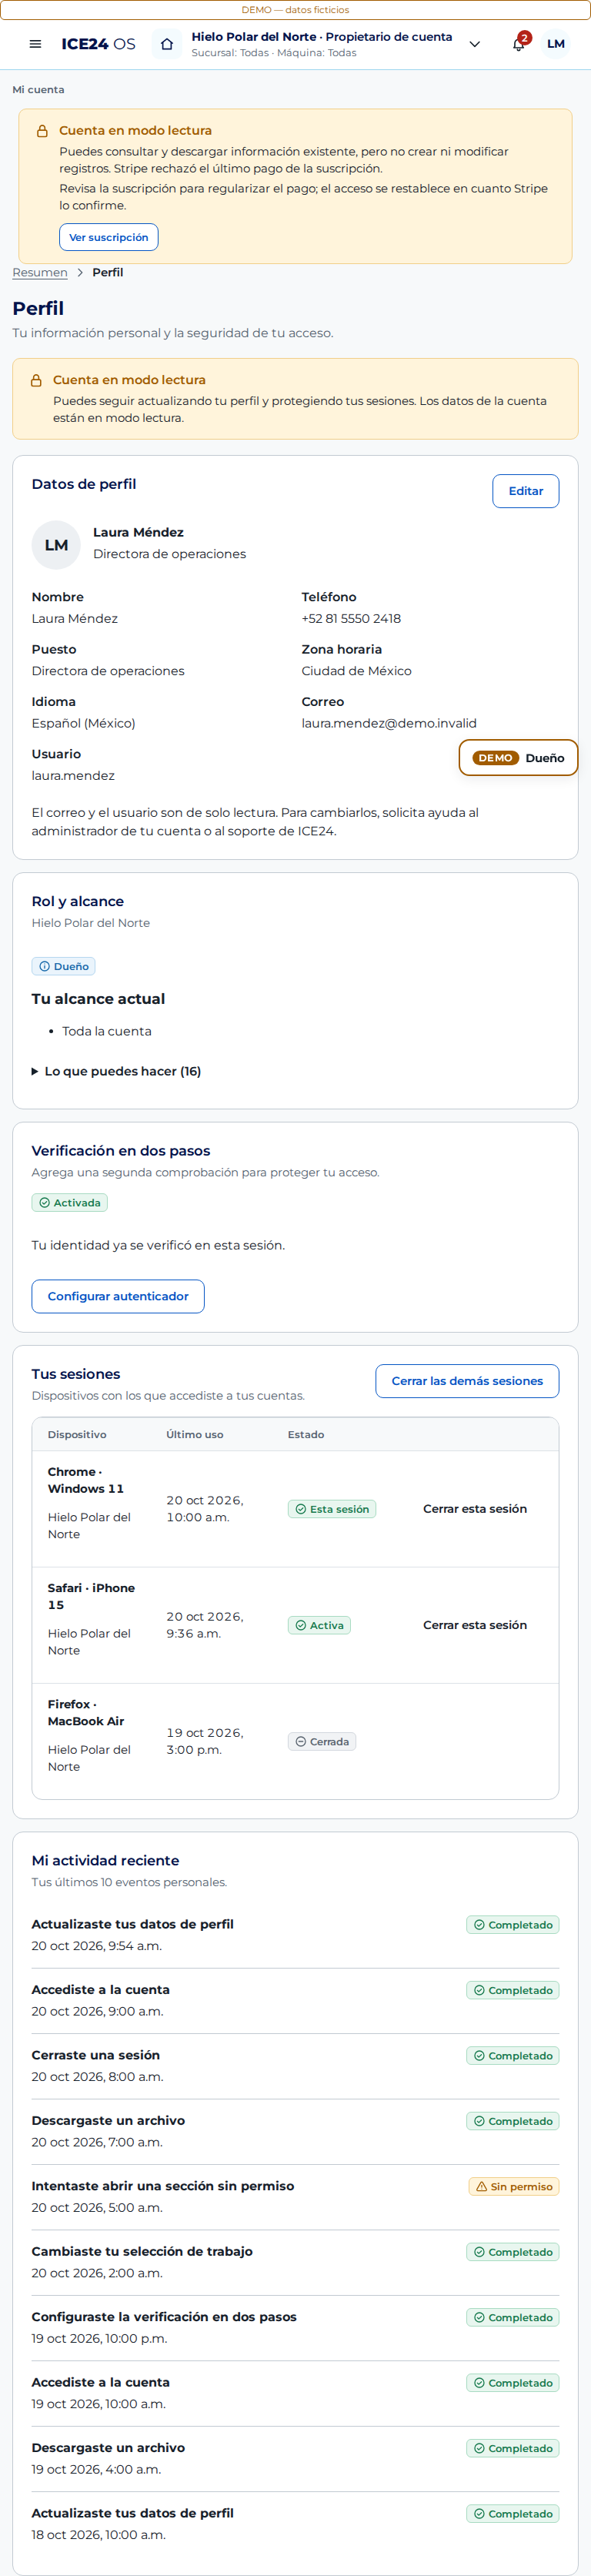 DEMO — datos ficticios
ICE24 OS
Hielo Polar del Norte · Propietario de cuenta
Sucursal: Todas · Máquina: Todas
2
LM
Mi cuenta
Cuenta en modo lectura
Puedes consultar y descargar información existente, pero no crear ni modificar
registros. Stripe rechazó el último pago de la suscripción.
Revisa la suscripción para regularizar el pago; el acceso se restablece en cuanto Stripe
lo confirme.
Ver suscripción
Resumen > Perfil
Perfil
Tu información personal y la seguridad de tu acceso.
Cuenta en modo lectura
Puedes seguir actualizando tu perfil y protegiendo tus sesiones. Los datos de la cuenta
están en modo lectura.
Datos de perfil
Editar
LM
Laura Méndez
Directora de operaciones
Nombre
Laura Méndez
Teléfono
+52 81 5550 2418
Puesto
Directora de operaciones
Zona horaria
Ciudad de México
Idioma
Español (México)
Correo
laura.mendez@demo.invalid
Usuario
laura.mendez
DEMO Dueño
El correo y el usuario son de solo lectura. Para cambiarlos, solicita ayuda al
administrador de tu cuenta o al soporte de ICE24.
Rol y alcance
Hielo Polar del Norte
Dueño
Tu alcance actual
• Toda la cuenta
Lo que puedes hacer (16)
Verificación en dos pasos
Agrega una segunda comprobación para proteger tu acceso.
Activada
Tu identidad ya se verificó en esta sesión.
Configurar autenticador
Tus sesiones
Dispositivos con los que accediste a tus cuentas.
Cerrar las demás sesiones
Dispositivo Último uso Estado
Chrome ·
Windows 11
Hielo Polar del
Norte
20 oct 2026,
10:00 a.m.
Esta sesión
Cerrar esta sesión
Safari · iPhone
15
Hielo Polar del
Norte
20 oct 2026,
9:36 a.m.
Activa
Cerrar esta sesión
Firefox ·
MacBook Air
Hielo Polar del
Norte
19 oct 2026,
3:00 p.m.
Cerrada
Mi actividad reciente
Tus últimos 10 eventos personales.
Actualizaste tus datos de perfil
20 oct 2026, 9:54 a.m.
Completado
Accediste a la cuenta
20 oct 2026, 9:00 a.m.
Completado
Cerraste una sesión
20 oct 2026, 8:00 a.m.
Completado
Descargaste un archivo
20 oct 2026, 7:00 a.m.
Completado
Intentaste abrir una sección sin permiso
20 oct 2026, 5:00 a.m.
Sin permiso
Cambiaste tu selección de trabajo
20 oct 2026, 2:00 a.m.
Completado
Configuraste la verificación en dos pasos
19 oct 2026, 10:00 p.m.
Completado
Accediste a la cuenta
19 oct 2026, 10:00 a.m.
Completado
Descargaste un archivo
19 oct 2026, 4:00 a.m.
Completado
Actualizaste tus datos de perfil
18 oct 2026, 10:00 a.m.
Completado